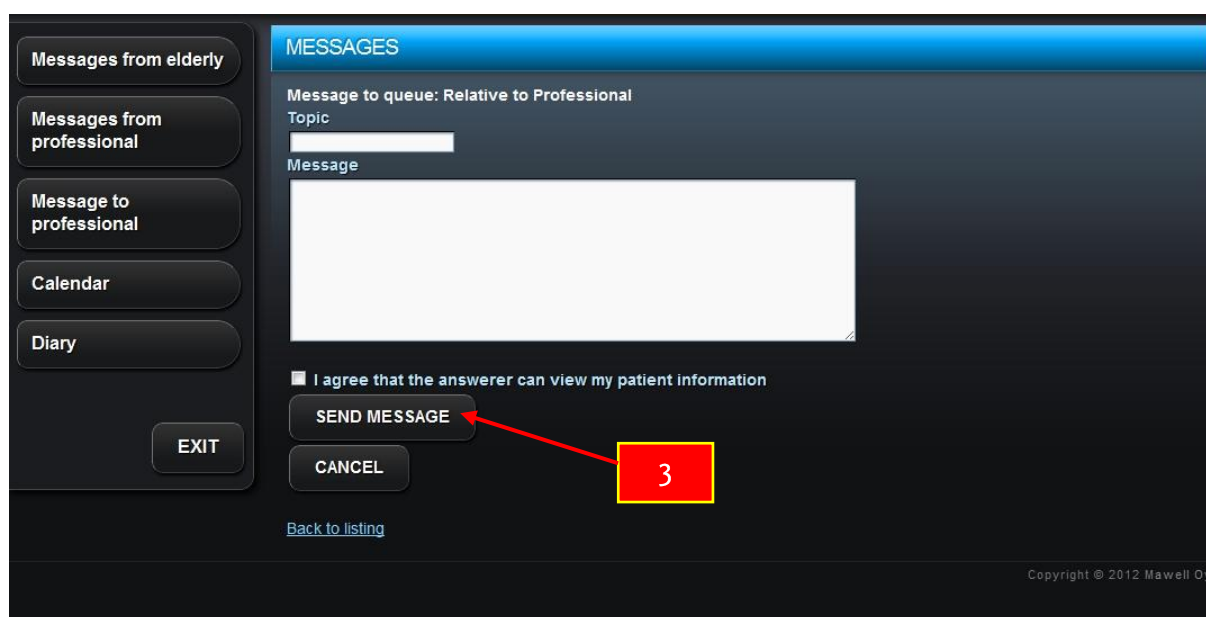 Messages from elderly
Messages from
professional
Message to
professional
Calendar
Diary
EXIT
MESSAGES
Message to queue: Relative to Professional
Topic
Message
I agree that the answerer can view my patient information
SEND MESSAGE
CANCEL
3
Back to listing
Copyright © 2012 Mawell Oy